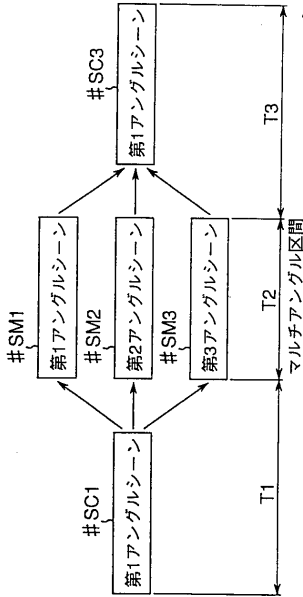 #SC1
第1アングルシーン
#SM1
第1アングルシーン
#SM2
第2アングルシーン
#SM3
第3アングルシーン
#SC3
第1アングルシーン
T1
T2
T3
マルチアングル区間